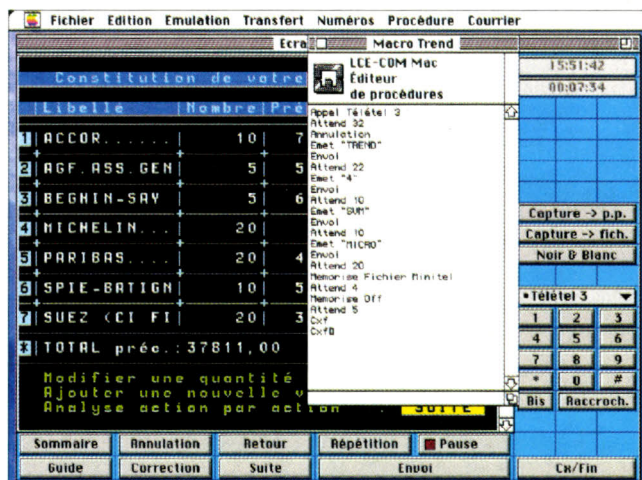 Fichier Edition Emulation Transfert Numéros Procédure Courrier
Ecra
Macro Trend
Constitution de votre
Libellé Nombre Pré
1 ACCOR...... 10 7
2 AGF.ASS.GEN 5 5
3 BEGHIN-SAY 5 6
4 MICHELIN... 20
5 PARIBAS.... 20 4
6 SPIE-BATIGN 10 5
7 SUEZ (CI FI 20 3
* TOTAL préc.:37811,00
Modifier une quantité
Ajouter une nouvelle v
Analyse action par action . SUITE
LCE-COM Mac
Éditeur
de procédures
Appel Télétel 3
Attend 32
Annulation
Emet "TREND"
Envoi
Attend 22
Emet "4"
Envoi
Attend 10
Emet "GUM"
Envoi
Attend 10
Emet "MICRO"
Envoi
Attend 20
Memorise Fichier Minitel
Attend 4
Memorise Off
Attend 5
Cxf
Cxf
15:51:42
00:07:34
Capture -> p.p.
Capture -> fich.
Noir & Blanc
•Télétel 3
1 2 3
4 5 6
7 8 9
* 0 #
Bis Raccroch.
Sommaire Annulation Retour Répétition Pause
Guide Correction Suite Envoi Cx/Fin